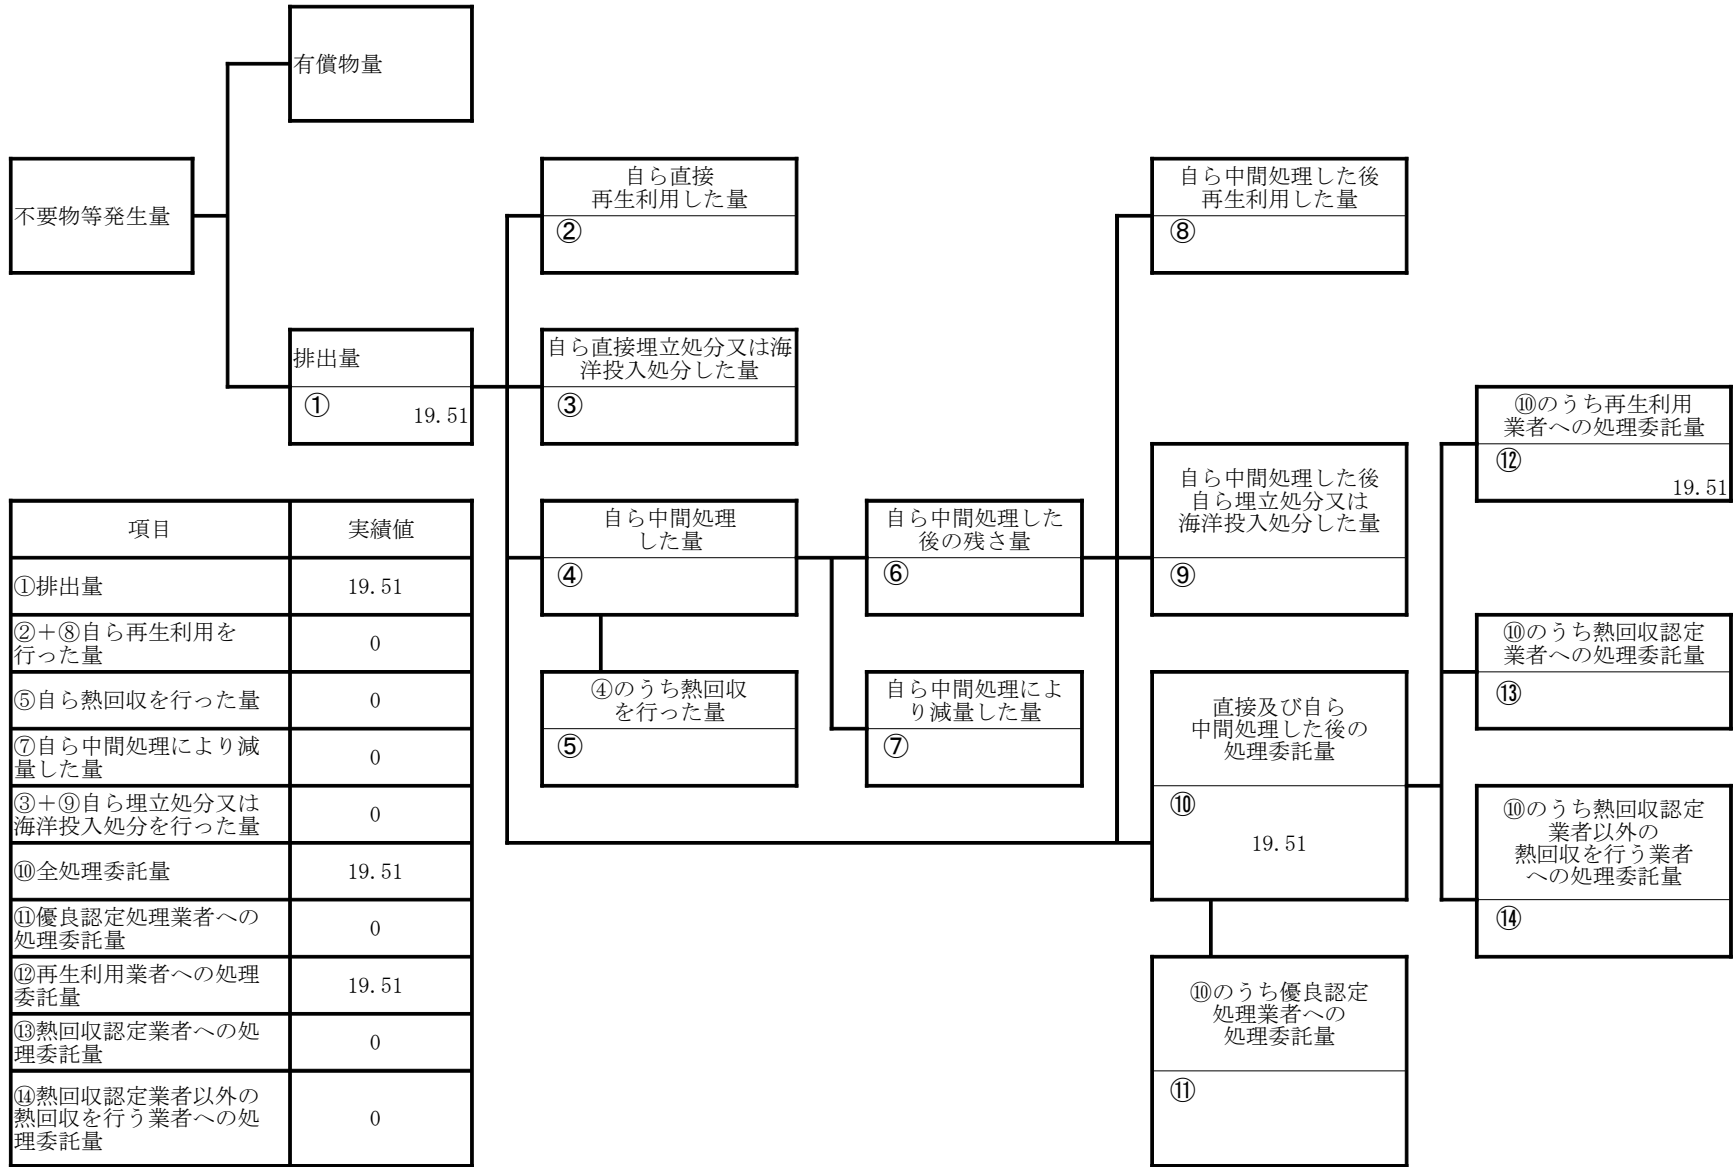 有償物量
不要物等発生量
排出量
①
19.51
自ら直接
再生利用した量
②
自ら直接埋立処分又は海
洋投入処分した量
③
自ら中間処理
した量
④
④のうち熱回収
を行った量
⑤
自ら中間処理した
後の残さ量
⑥
自ら中間処理によ
り減量した量
⑦
自ら中間処理した後
再生利用した量
⑧
自ら中間処理した後
自ら埋立処分又は
海洋投入処分した量
⑨
直接及び自ら
中間処理した後の
処理委託量
⑩
19.51
⑩のうち優良認定
処理業者への
処理委託量
⑪
⑩のうち再生利用
業者への処理委託量
⑫
19.51
⑩のうち熱回収認定
業者への処理委託量
⑬
⑩のうち熱回収認定
業者以外の
熱回収を行う業者
への処理委託量
⑭
項目
実績値
①排出量
19.51
②+⑧自ら再生利用を
行った量
0
⑤自ら熱回収を行った量
0
⑦自ら中間処理により減
量した量
0
③+⑨自ら埋立処分又は
海洋投入処分を行った量
0
⑩全処理委託量
19.51
⑪優良認定処理業者への
処理委託量
0
⑫再生利用業者への処理
委託量
19.51
⑬熱回収認定業者への処
理委託量
0
⑭熱回収認定業者以外の
熱回収を行う業者への処
理委託量
0